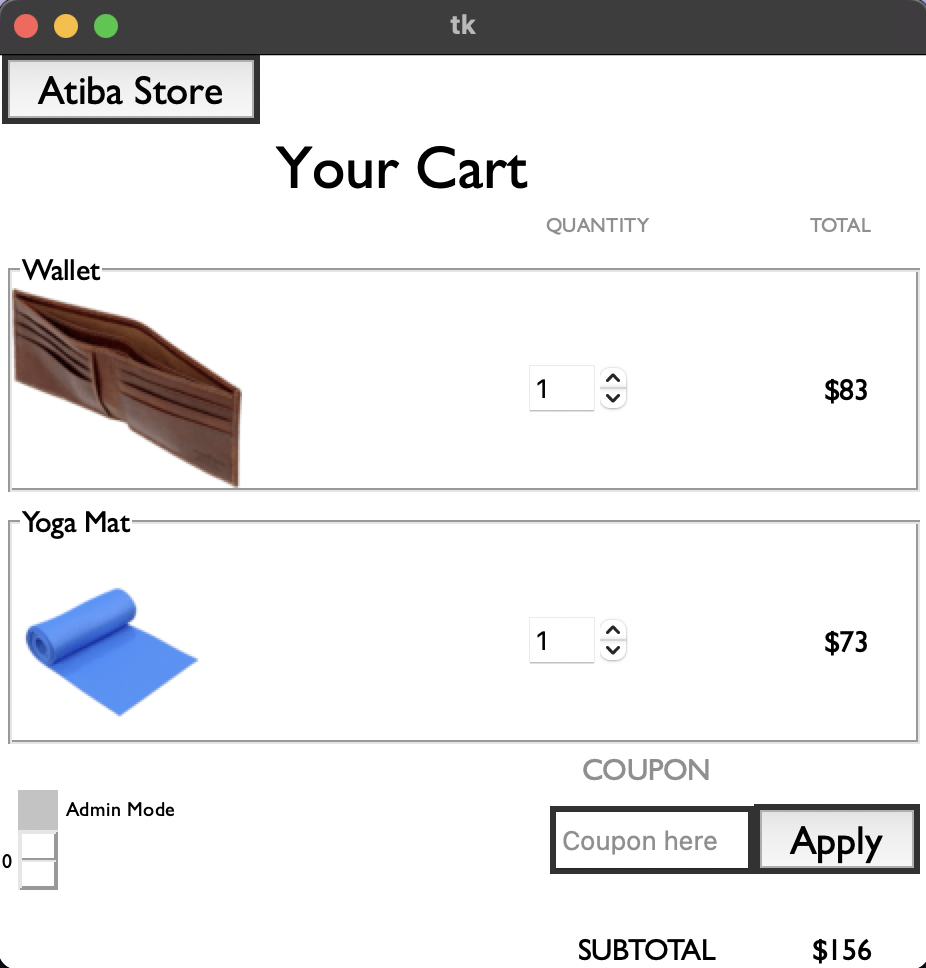 tk
Atiba Store
Your Cart
QUANTITY TOTAL
Wallet
1 $83
Yoga Mat
1 $73
COUPON
Admin Mode
Coupon here Apply
0
SUBTOTAL $156